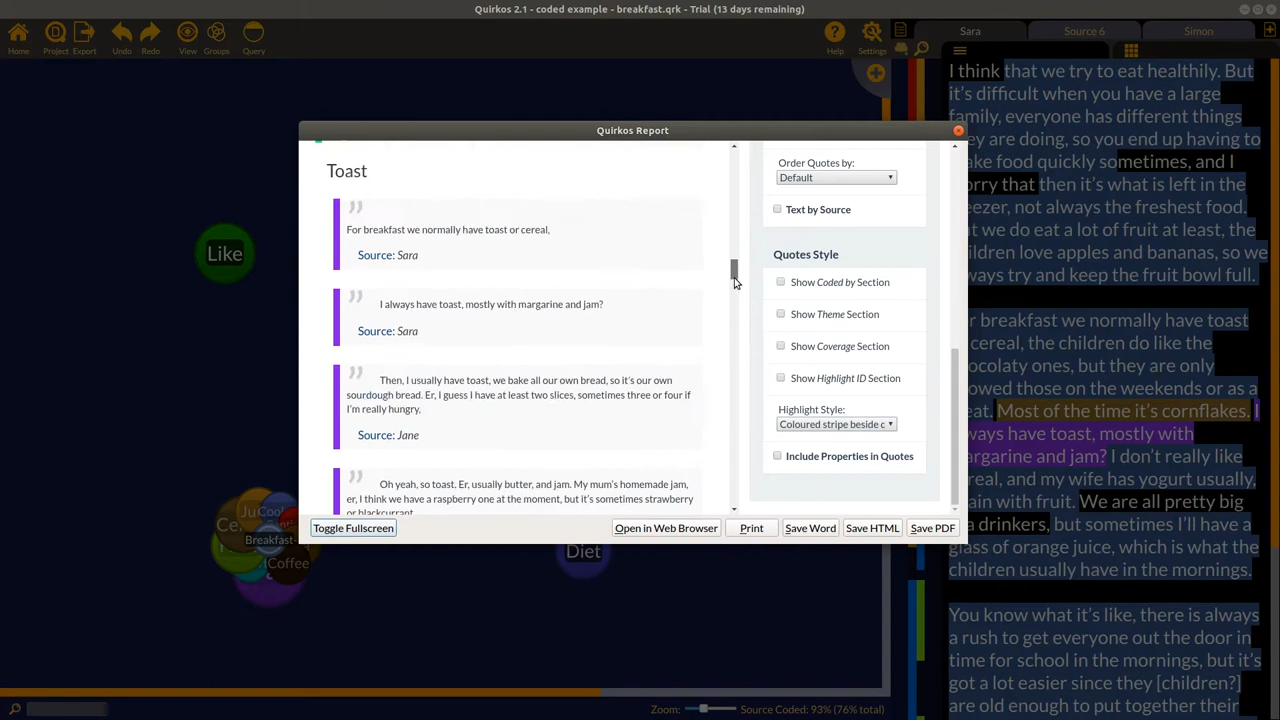 Quirkos 2.1 - coded example - breakfast.qrk - Trial (13 days remaining)
Home
Project
Export
Undo
Redo
View
Groups
Query
Help
Settings
Sara
Source 6
Simon
Like
Diet
Breakfast
Coffee
Quirkos Report
Toast
For breakfast we normally have toast or cereal,
Source: Sara
I always have toast, mostly with margarine and jam?
Source: Sara
Then, I usually have toast, we bake all our own bread, so it's our own
sourdough bread. Er, I guess I have at least two slices, sometimes three or four if
I'm really hungry,
Source: Jane
Oh yeah, so toast. Er, usually butter, and jam. My mum's homemade jam,
er, I think we have a raspberry one at the moment, but it's sometimes strawberry
or blackcurrant
Order Quotes by:
Default
Text by Source
Quotes Style
Show Coded by Section
Show Theme Section
Show Coverage Section
Show Highlight ID Section
Highlight Style:
Coloured stripe beside c
Include Properties in Quotes
Toggle Fullscreen
Open in Web Browser
Print
Save Word
Save HTML
Save PDF
I think that we try to eat healthily. But
it's difficult when you have a large
family, everyone has different things
they are doing, so you end up having to
ake food quickly sometimes, and I
orry that then it's what is left in the
eezer, not always the freshest food.
t we do eat a lot of fruit at least, the
ildren love apples and bananas, so we
ways try and keep the fruit bowl full.
r breakfast we normally have toast
cereal, the children do like the
ocolaty ones, but they are only
owed those on the weekends or as a
eat. Most of the time it's cornflakes. I
ways have toast, mostly with
argarine and jam? I don't really like
real, and my wife has yogurt usually,
ain with fruit. We are all pretty big
a drinkers, but sometimes I'll have a
glass of orange juice, which is what the
children usually have in the mornings.
You know what it's like, there is always
a rush to get everyone out the door in
time for school in the mornings, but it's
got a lot easier since they [children?]
are old enough to put together their
Zoom:
Source Coded: 93% (76% total)